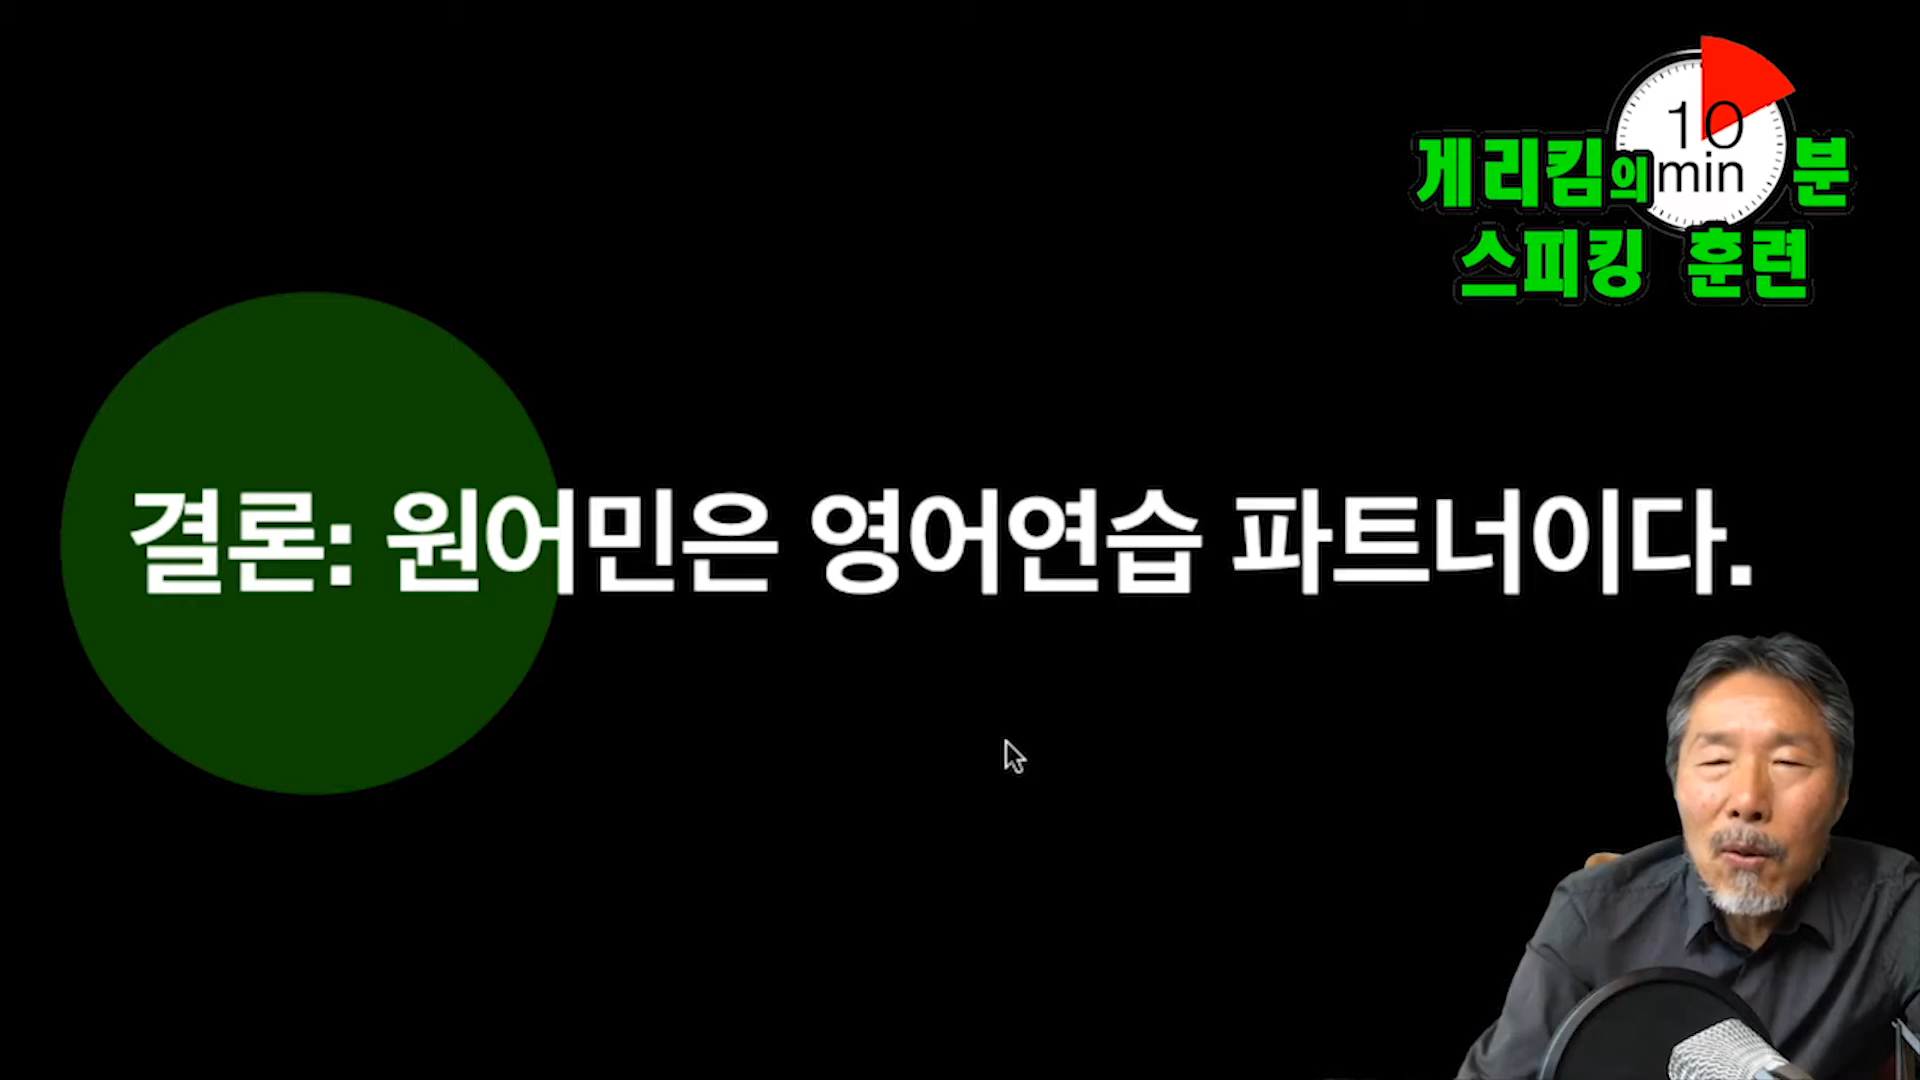 게리킴의 10 min 분
스피킹 훈련
결론: 원어민은 영어연습 파트너이다.